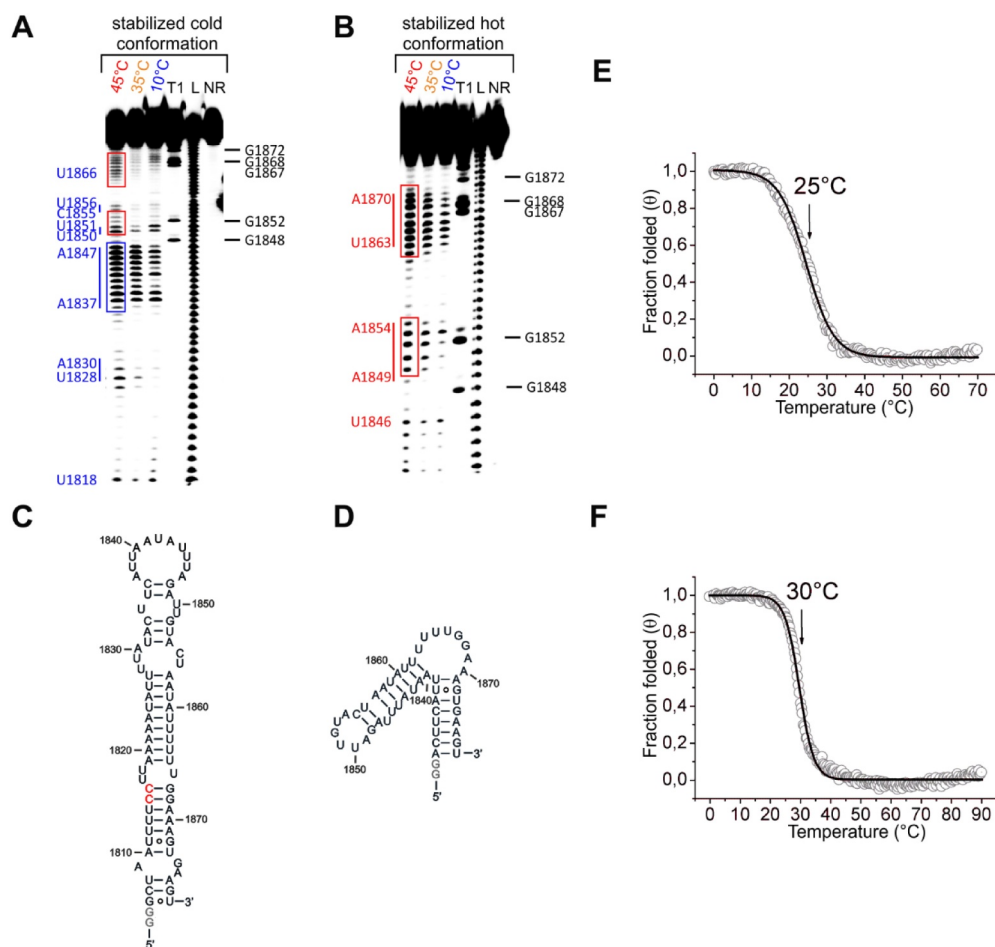 A
stabilized cold
conformation
45°C
35°C
10°C
T1 L NR
G1872
G1868
G1867
U1866
U1856
C1855
U1851
U1850
G1852
G1848
A1847
A1837
A1830
U1828
U1818
B
stabilized hot
conformation
45°C
35°C
10°C
T1 L NR
G1872
A1870
G1868
G1867
U1863
A1854
G1852
A1849
G1848
U1846
E
Fraction folded (θ)
1,0
0,8
0,6
0,4
0,2
0,0
25°C
0 10 20 30 40 50 60 70
Temperature (°C)
C
1840
1850
1830
1860
1820
1870
1810
3'
5'
D
1860
1840
1870
1850
3'
5'
F
Fraction folded (θ)
1,0
0,8
0,6
0,4
0,2
0,0
30°C
0 10 20 30 40 50 60 70 80 90
Temperature (°C)